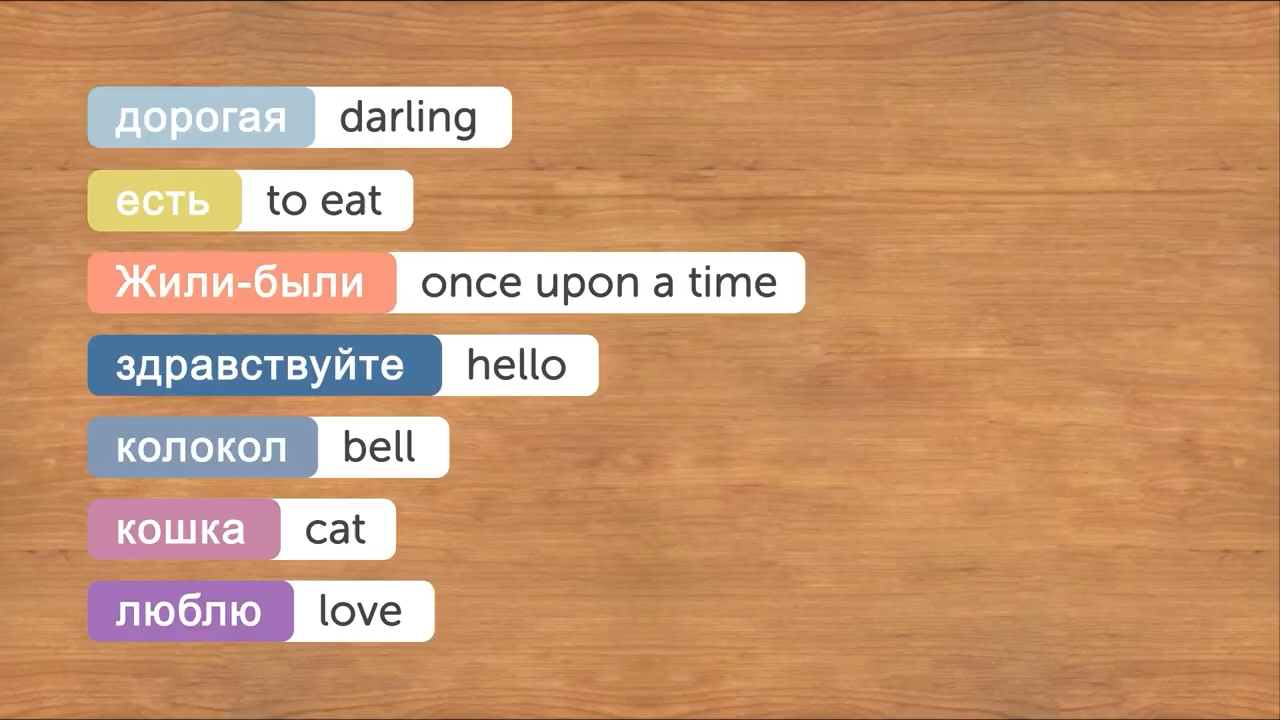 дорогая darling
есть to eat
Жили-были once upon a time
здравствуйте hello
колокол bell
кошка cat
люблю love